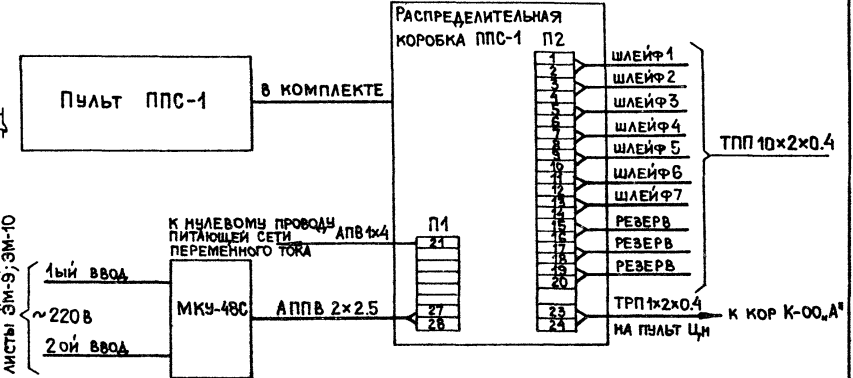 РАСПРЕДЕЛИТЕЛЬНАЯ
КОРОБКА ППС-1 П2
ПУЛЬТ ППС-1
В КОМПЛЕКТЕ
1 ШЛЕЙФ 1
2
3 ШЛЕЙФ 2
4
5 ШЛЕЙФ 3
6
7 ШЛЕЙФ 4
8
9 ШЛЕЙФ 5
10
11 ШЛЕЙФ 6
12
13 ШЛЕЙФ 7
14
15 РЕЗЕРВ
16
17 РЕЗЕРВ
18
19 РЕЗЕРВ
20
ТПП 10×2×0.4
23 ТРП 1×2×0.4
24 НА ПУЛЬТ Ц.Н
К КОР К-00„А"
П1
21
27
28
К НУЛЕВОМУ ПРОВОДУ
ПИТАЮЩЕЙ СЕТИ
ПЕРЕМЕННОГО ТОКА
АПВ 1×4
ЛИСТЫ ЭМ-9; ЭМ-10
1ЫЙ ВВОД
~220В
2ОЙ ВВОД
МКУ-48С
АППВ 2×2.5